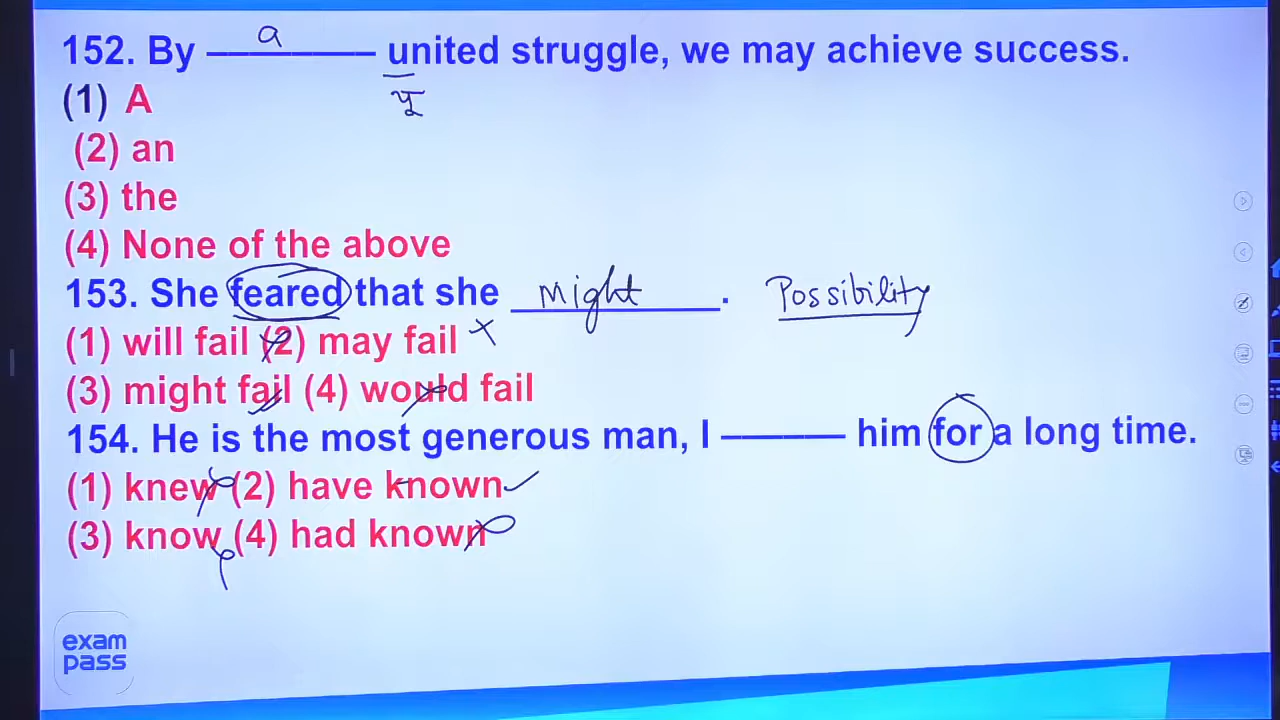 152. By a united struggle, we may achieve success.
यू
(1) A
(2) an
(3) the
(4) None of the above
153. She feared that she Might. Possibility
(1) will fail (2) may fail
(3) might fail (4) would fail
154. He is the most generous man, I ______ him for a long time.
(1) knew (2) have known
(3) know (4) had known
exam
pass